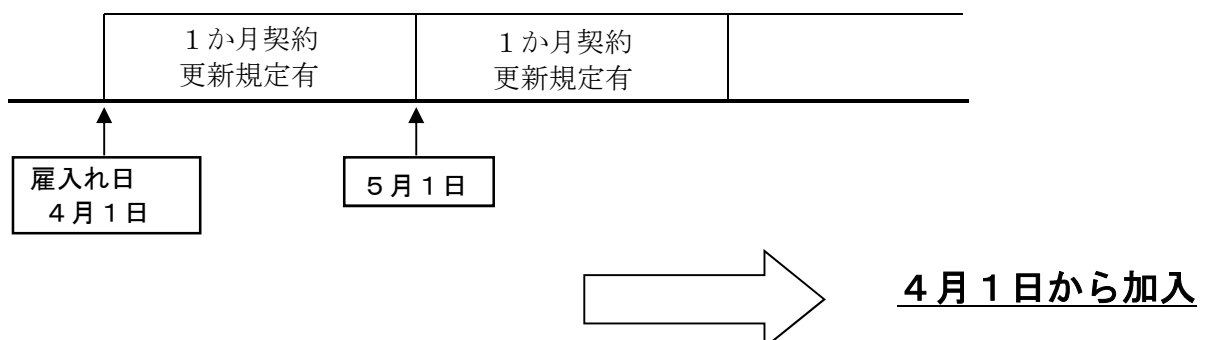 １か月契約
更新規定有
１か月契約
更新規定有
雇入れ日
４月１日
５月１日
４月１日から加入